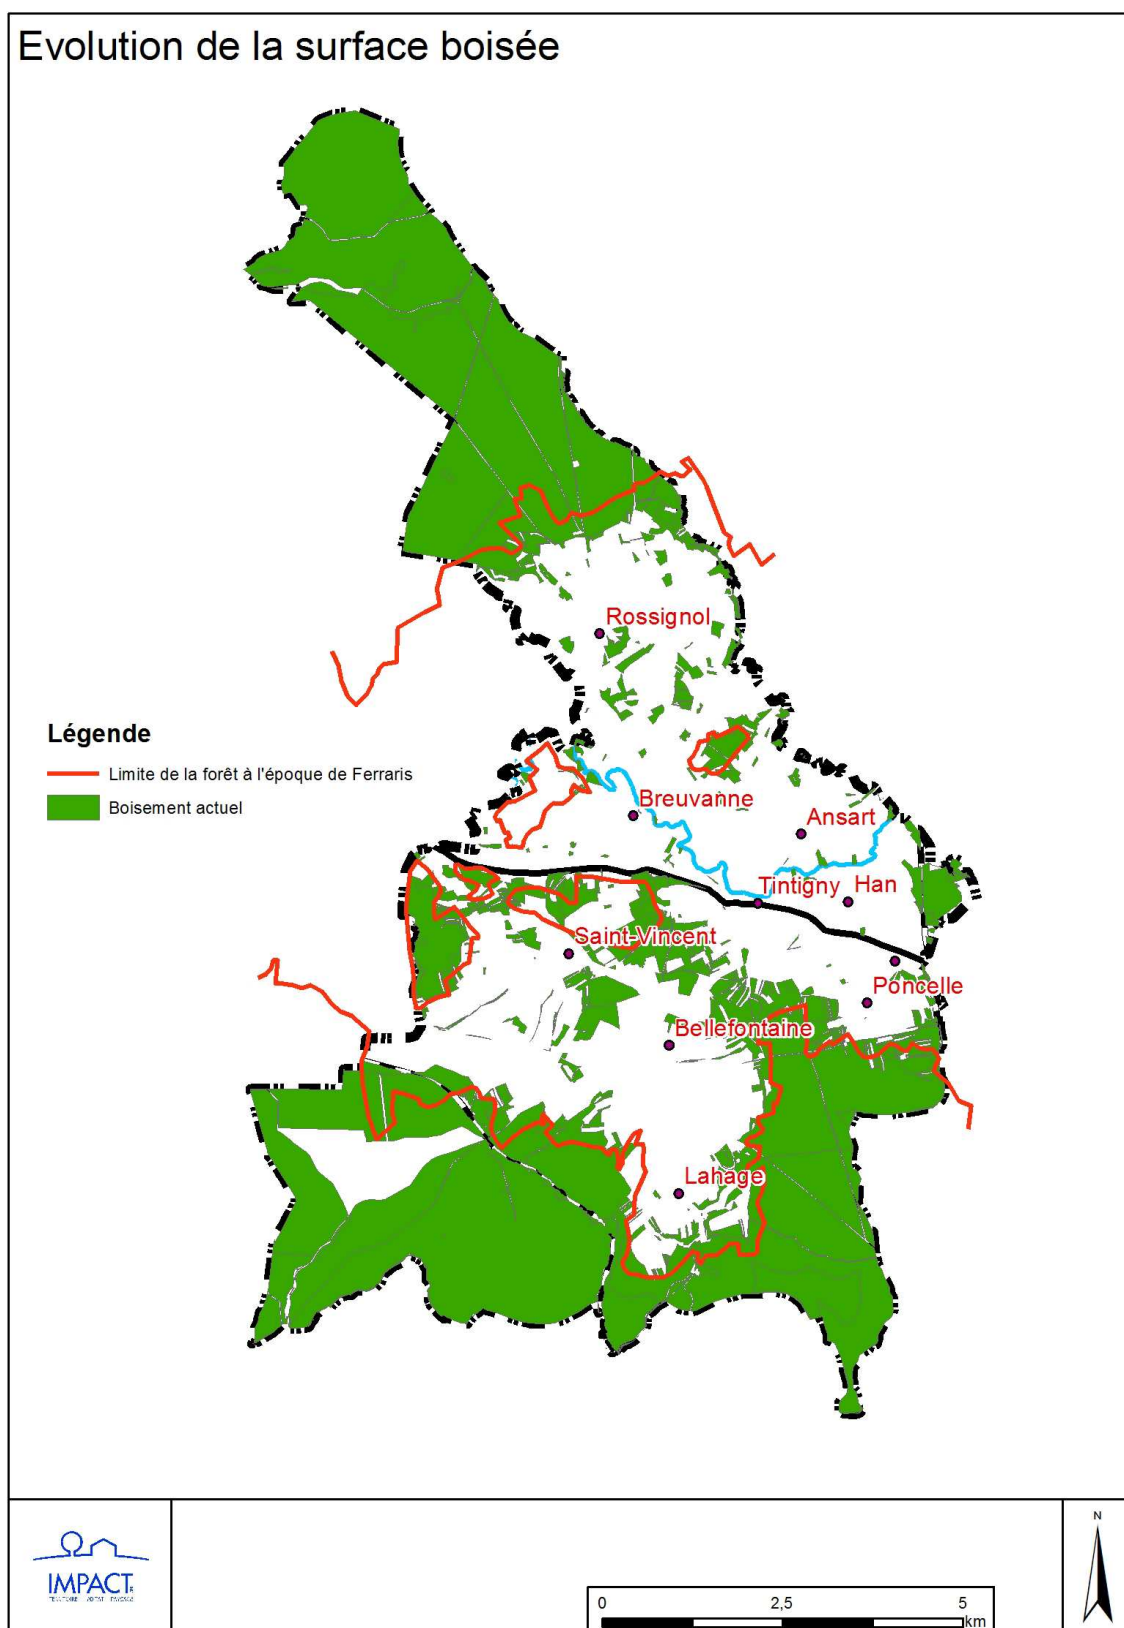 Evolution de la surface boisée
Rossignol
Légende
Limite de la forêt à l'époque de Ferraris
Boisement actuel
Breuvanne
Ansart
Tintigny
Han
Saint-Vincent
Poncelle
Bellefontaine
Lahage
N
IMPACT
0 2,5 5
km